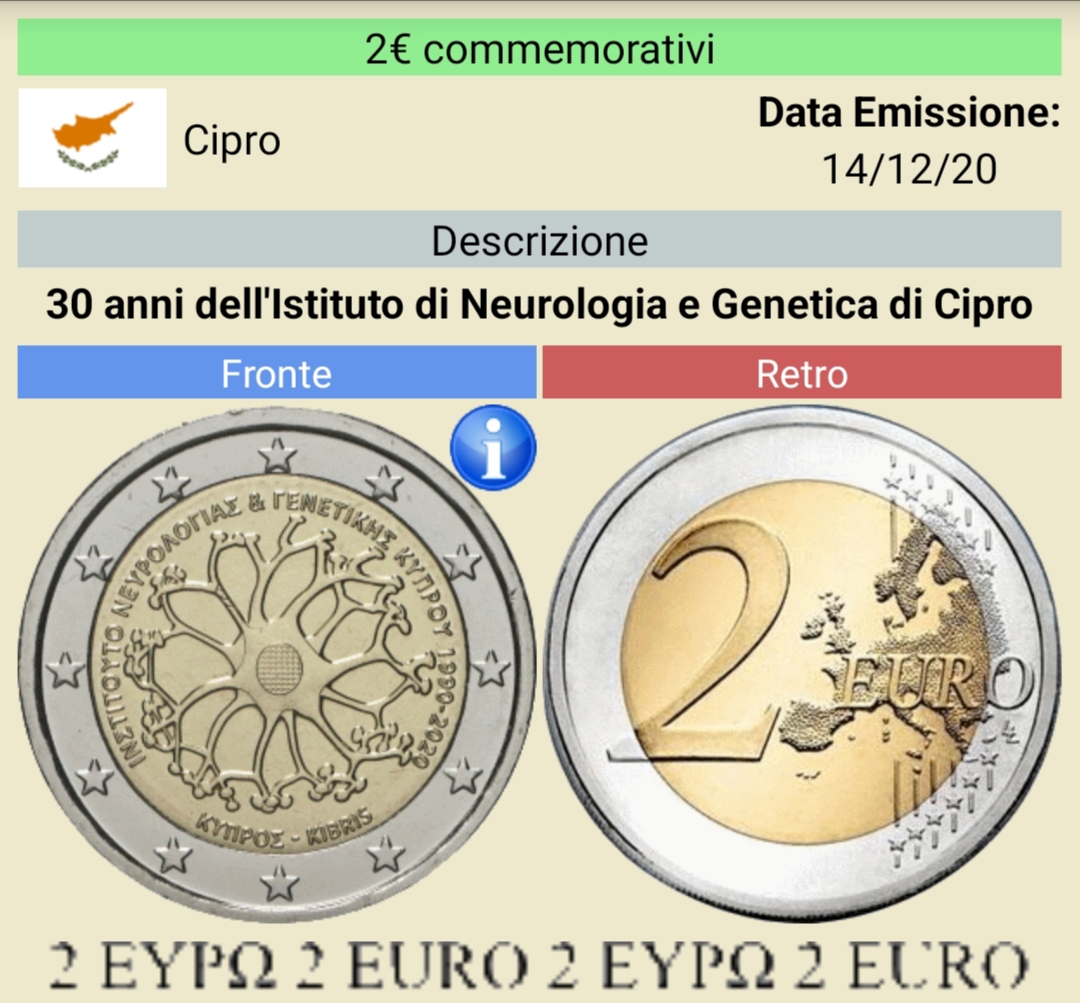 2€ commemorativi
Cipro
Data Emissione:
14/12/20
Descrizione
30 anni dell'Istituto di Neurologia e Genetica di Cipro
Fronte
Retro
i
ΙΝΣΤΙΤΟΥΤΟ ΝΕΥΡΟΛΟΓΙΑΣ & ΓΕΝΕΤΙΚΗΣ ΚΥΠΡΟΥ 1990-2020
ΚΥΠΡΟΣ - KIBRIS
2
EURO
2 ΕΥΡΩ 2 EURO 2 ΕΥΡΩ 2 EURO